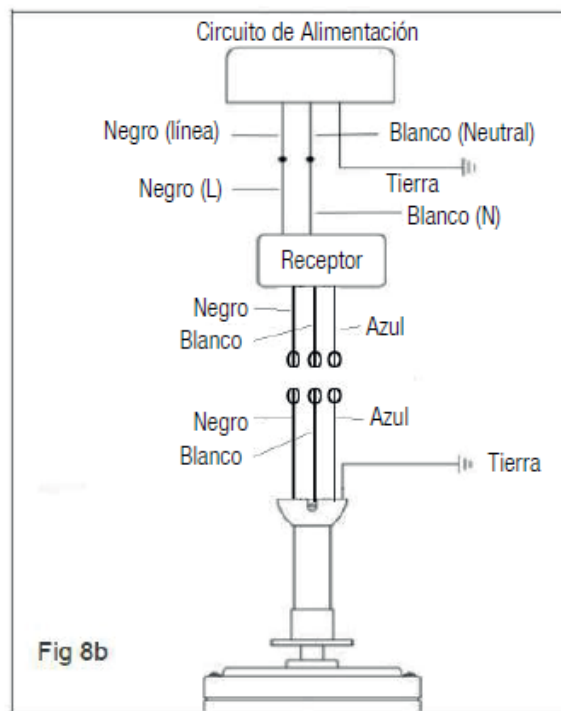 Circuito de Alimentación
Negro (línea)
Blanco (Neutral)
Tierra
Negro (L)
Blanco (N)
Receptor
Negro
Azul
Blanco
Negro
Azul
Blanco
Tierra
Fig 8b